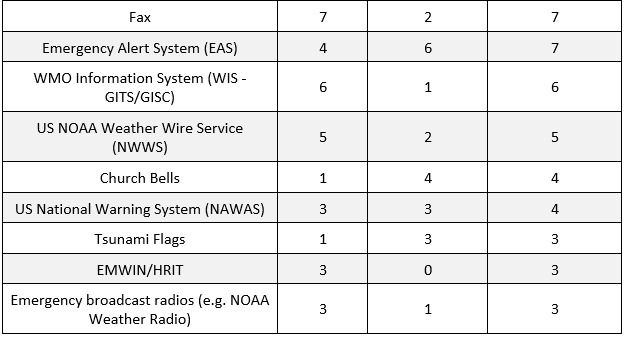 Fax 7 2 7
Emergency Alert System (EAS) 4 6 7
WMO Information System (WIS -
GITS/GISC) 6 1 6
US NOAA Weather Wire Service
(NWWS) 5 2 5
Church Bells 1 4 4
US National Warning System (NAWAS) 3 3 4
Tsunami Flags 1 3 3
EMWIN/HRIT 3 0 3
Emergency broadcast radios (e.g. NOAA
Weather Radio) 3 1 3